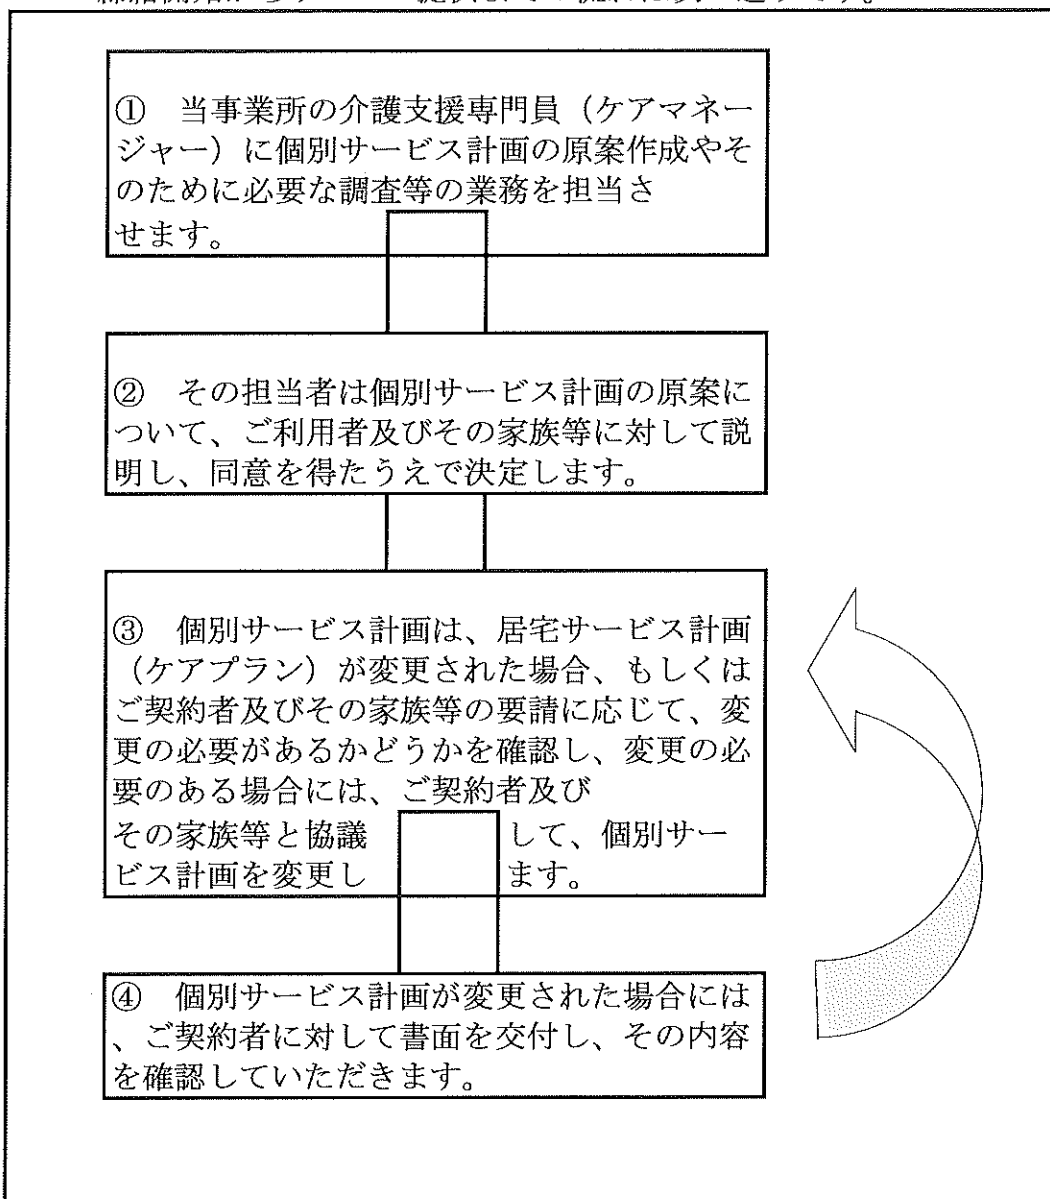 ① 当事業所の介護支援専門員（ケアマネー
ジャー）に個別サービス計画の原案作成やそ
のために必要な調査等の業務を担当さ
せます。
② その担当者は個別サービス計画の原案に
ついて、ご利用者及びその家族等に対して説
明し、同意を得たうえで決定します。
③ 個別サービス計画は、居宅サービス計画
（ケアプラン）が変更された場合、もしくは
ご契約者及びその家族等の要請に応じて、変
更の必要があるかどうかを確認し、変更の必
要のある場合には、ご契約者及び
その家族等と協議 して、個別サー
ビス計画を変更し ます。
④ 個別サービス計画が変更された場合には
、ご契約者に対して書面を交付し、その内容
を確認していただきます。